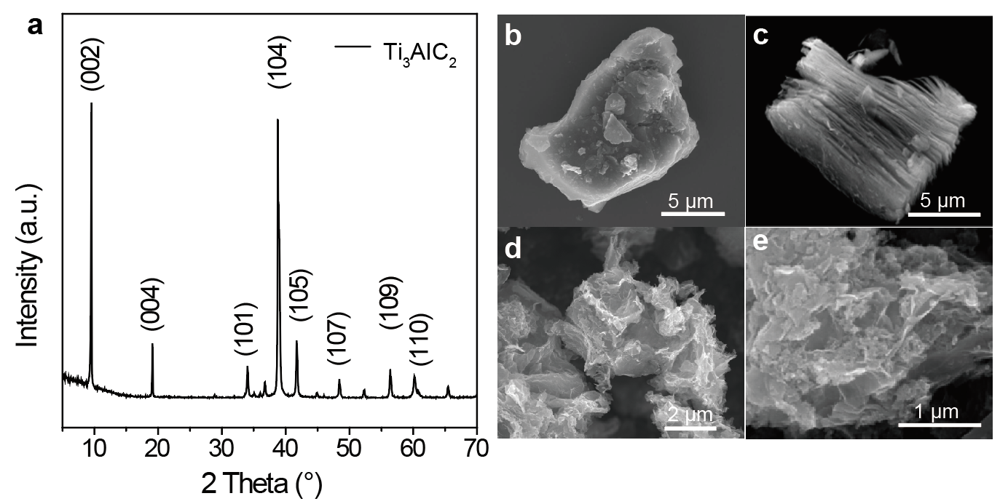 a
(002)
(104)
Ti3AlC2
(004)
(101)
(105)
(107)
(109)
(110)
Intensity (a.u.)
10 20 30 40 50 60 70
2 Theta (°)
b
5 μm
c
5 μm
d
2 μm
e
1 μm